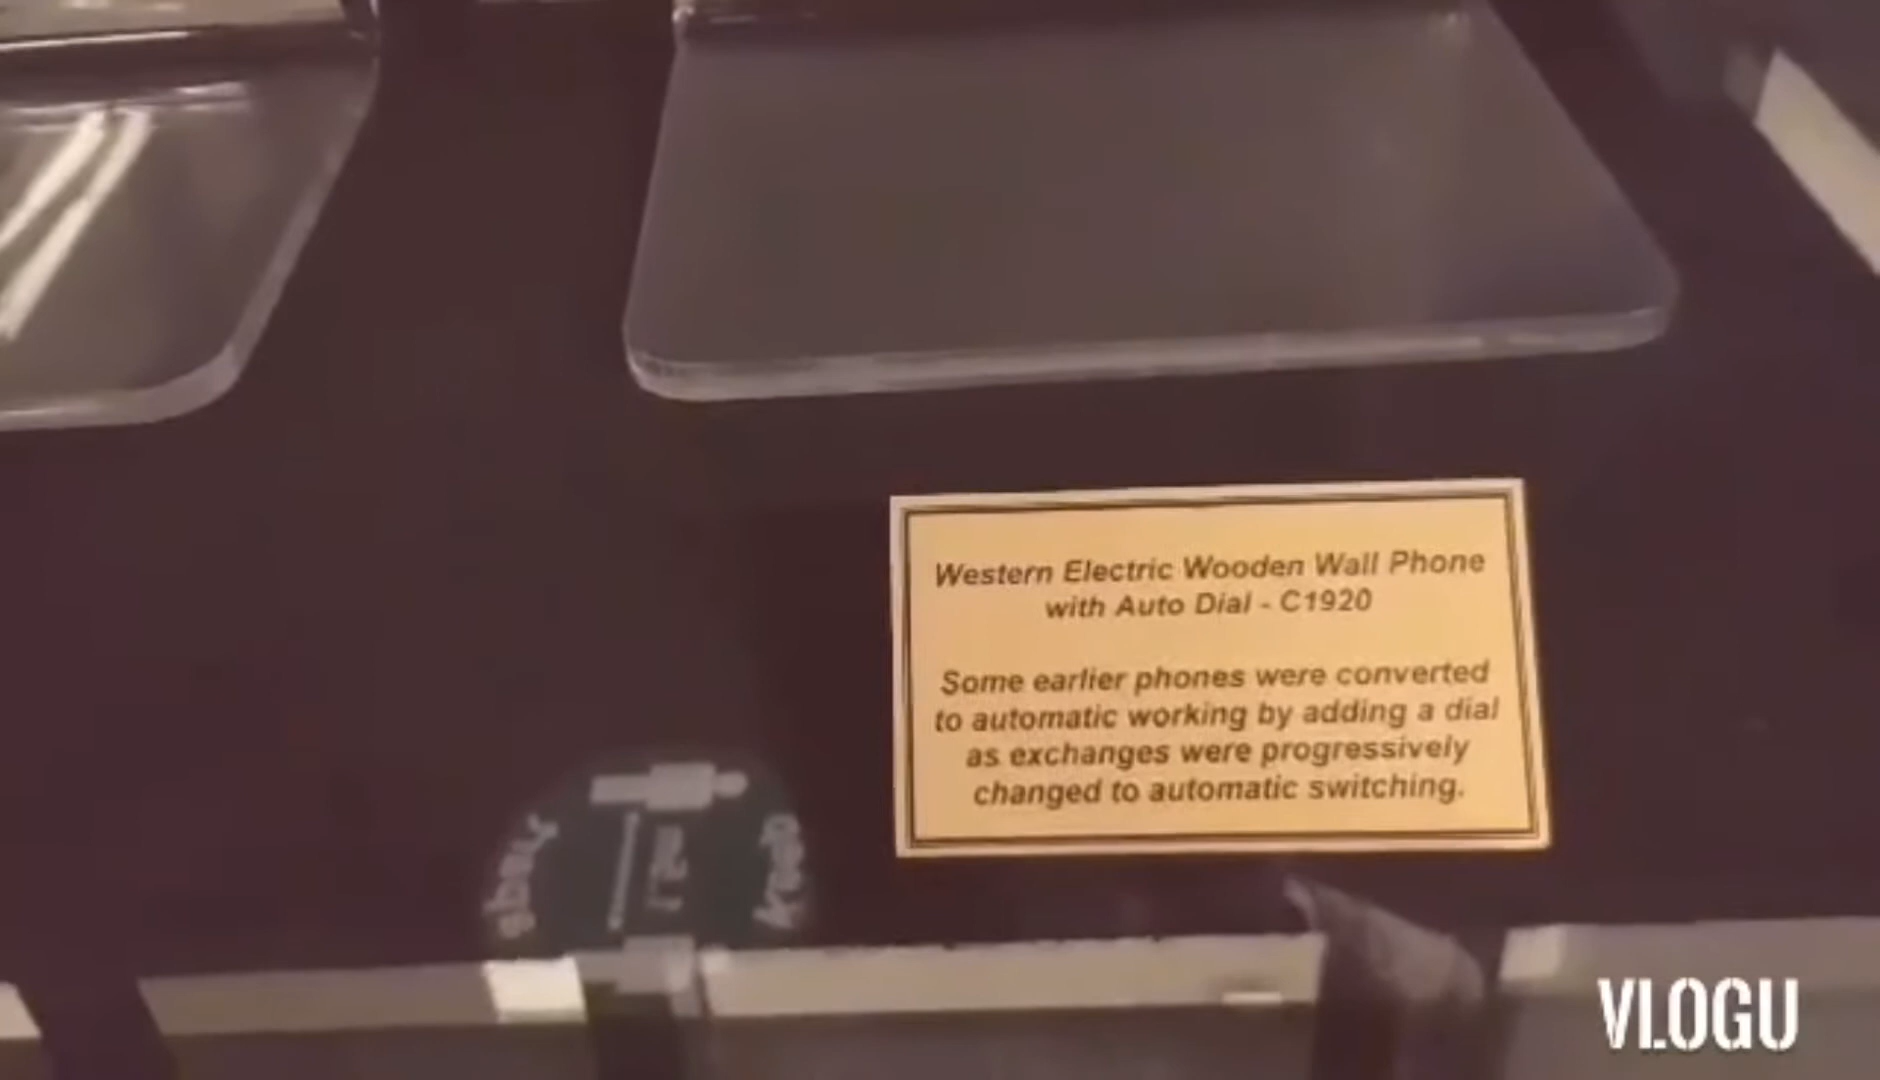 Western Electric Wooden Wall Phone
with Auto Dial - C1920
Some earlier phones were converted
to automatic working by adding a dial
as exchanges were progressively
changed to automatic switching.
VLOGU